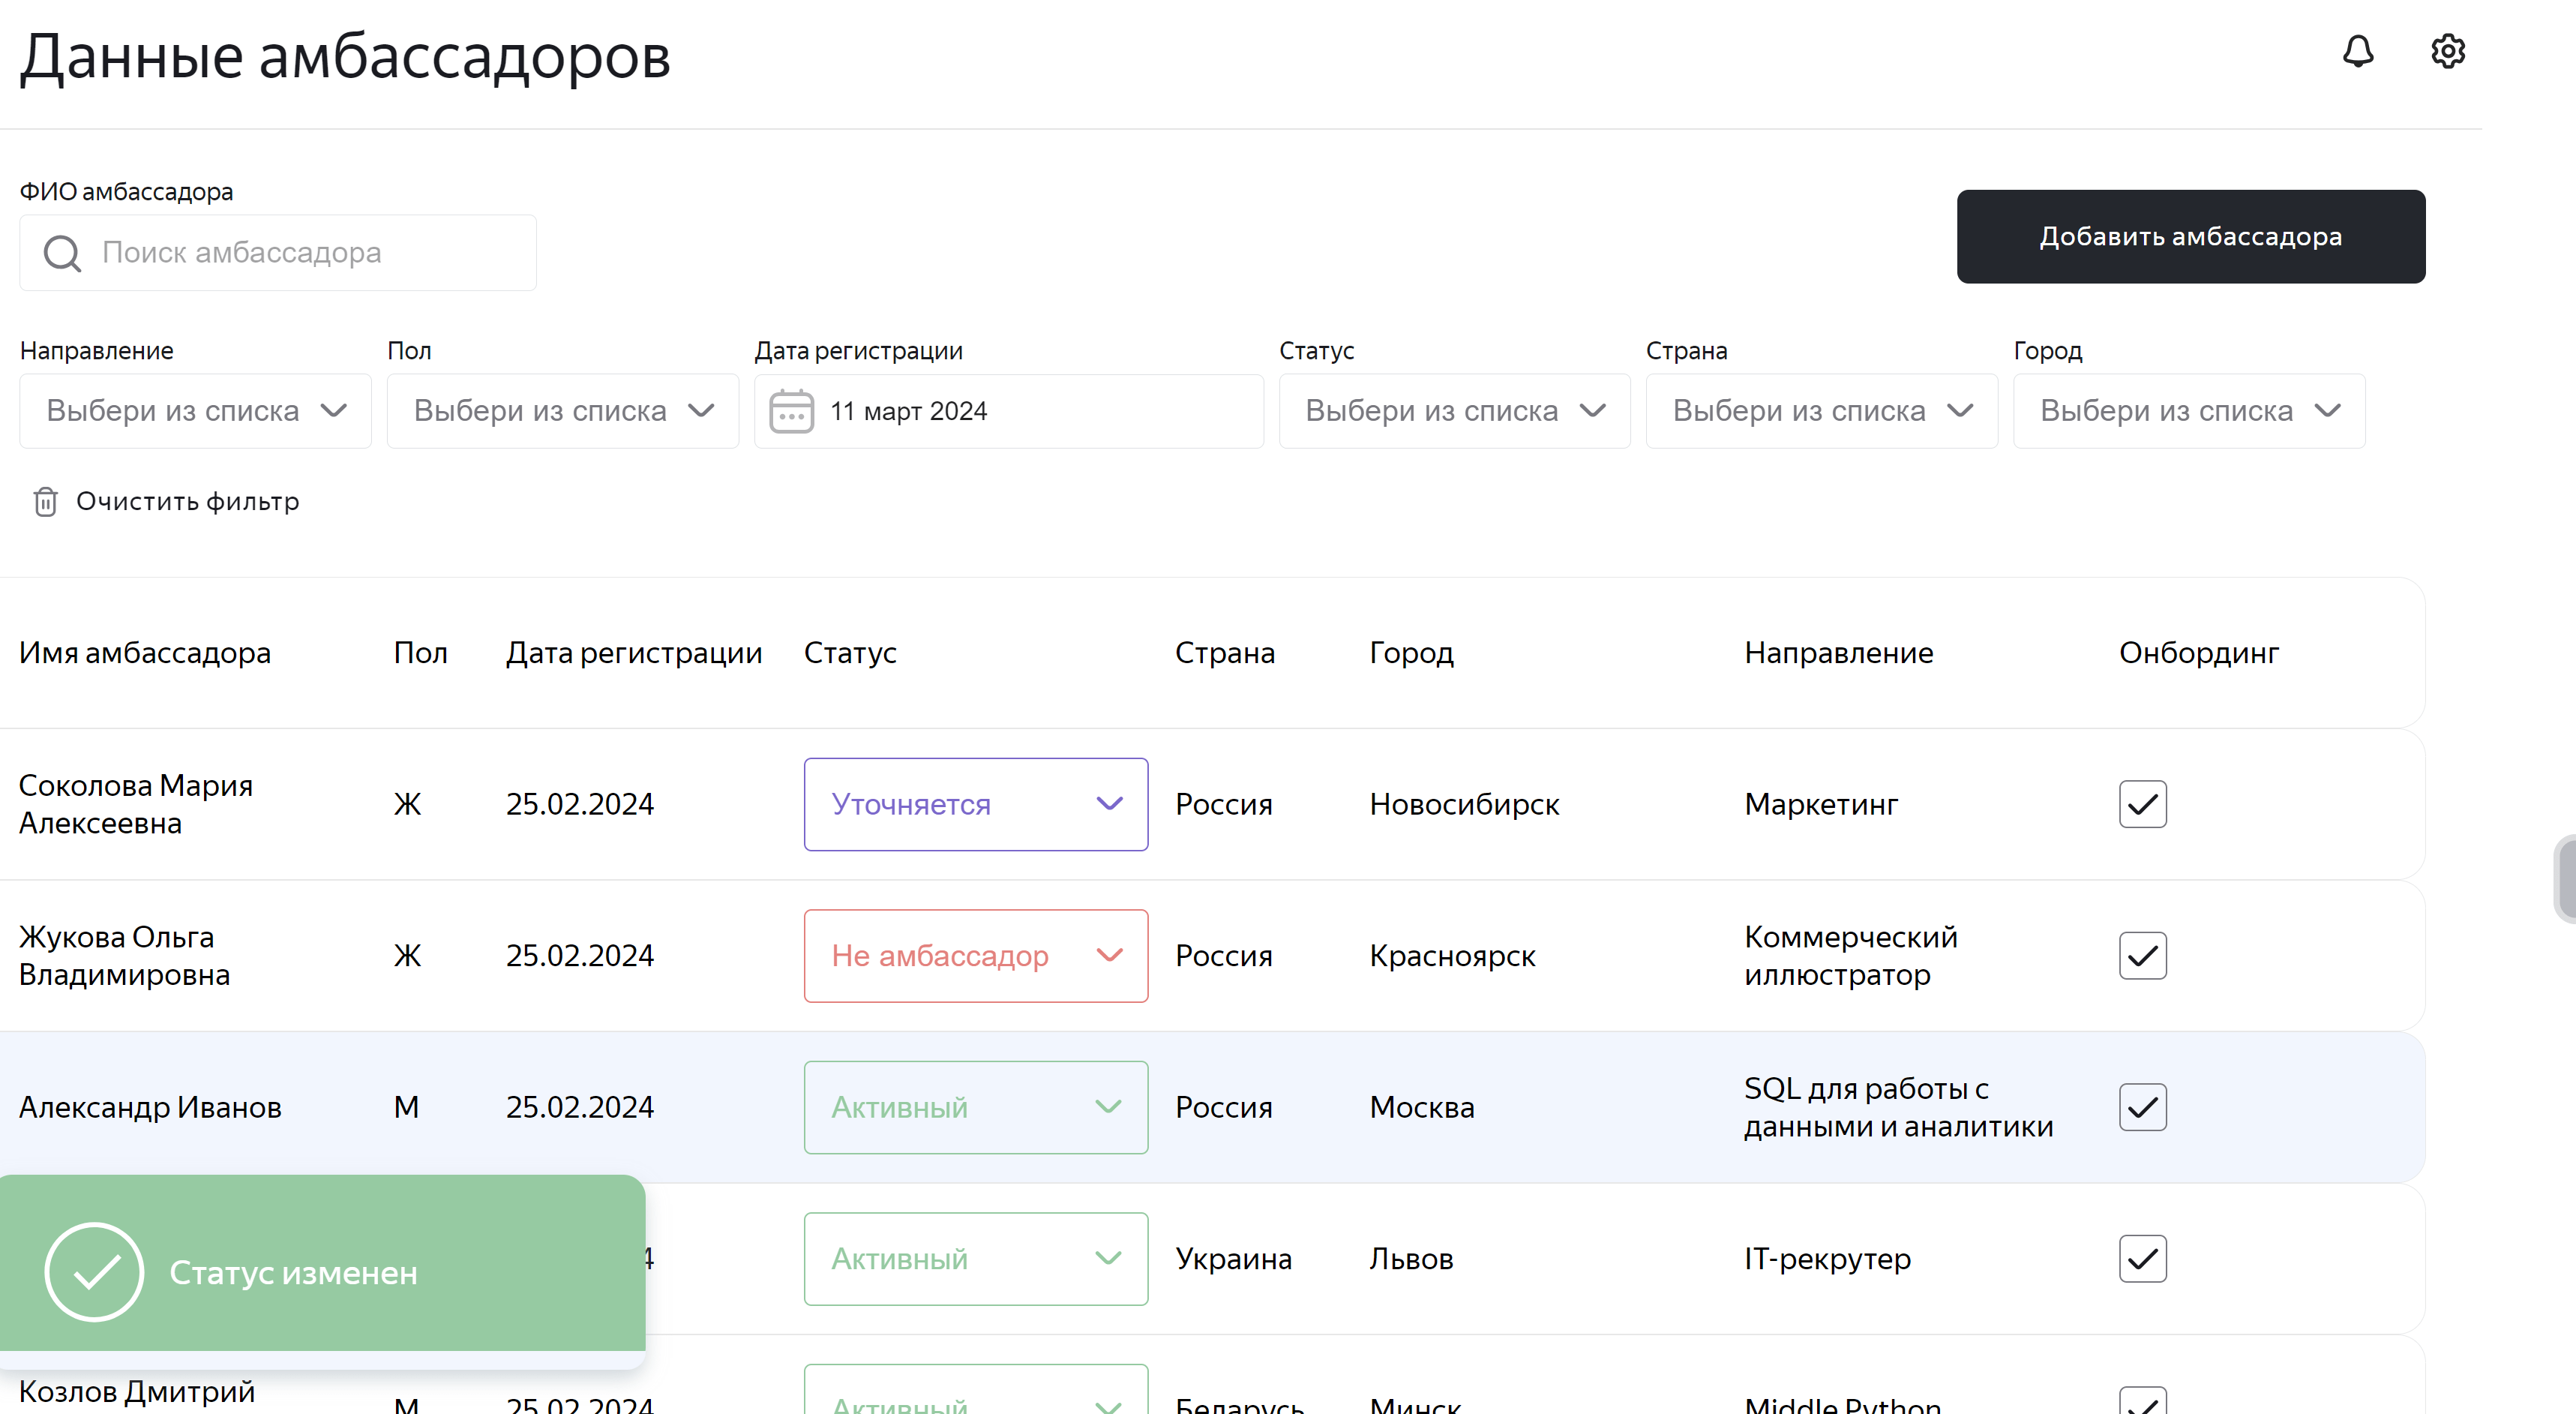 Данные амбассадоров
ФИО амбассадора
Поиск амбассадора
Добавить амбассадора
Направление Пол Дата регистрации Статус Страна Город
Выбери из списка Выбери из списка 11 март 2024 Выбери из списка Выбери из списка Выбери из списка
Очистить фильтр
Имя амбассадора Пол Дата регистрации Статус Страна Город Направление Онбординг
Соколова Мария
Алексеевна
Ж 25.02.2024 Уточняется Россия Новосибирск Маркетинг
Жукова Ольга
Владимировна
Ж 25.02.2024 Не амбассадор Россия Красноярск
Коммерческий
иллюстратор
Александр Иванов М 25.02.2024 Активный Россия Москва
SQL для работы с
данными и аналитики
4 Активный Украина Львов IT-рекрутер
Статус изменен
Козлов Дмитрий
М 25.02.2024 Активный Беларусь Минск Middle Python